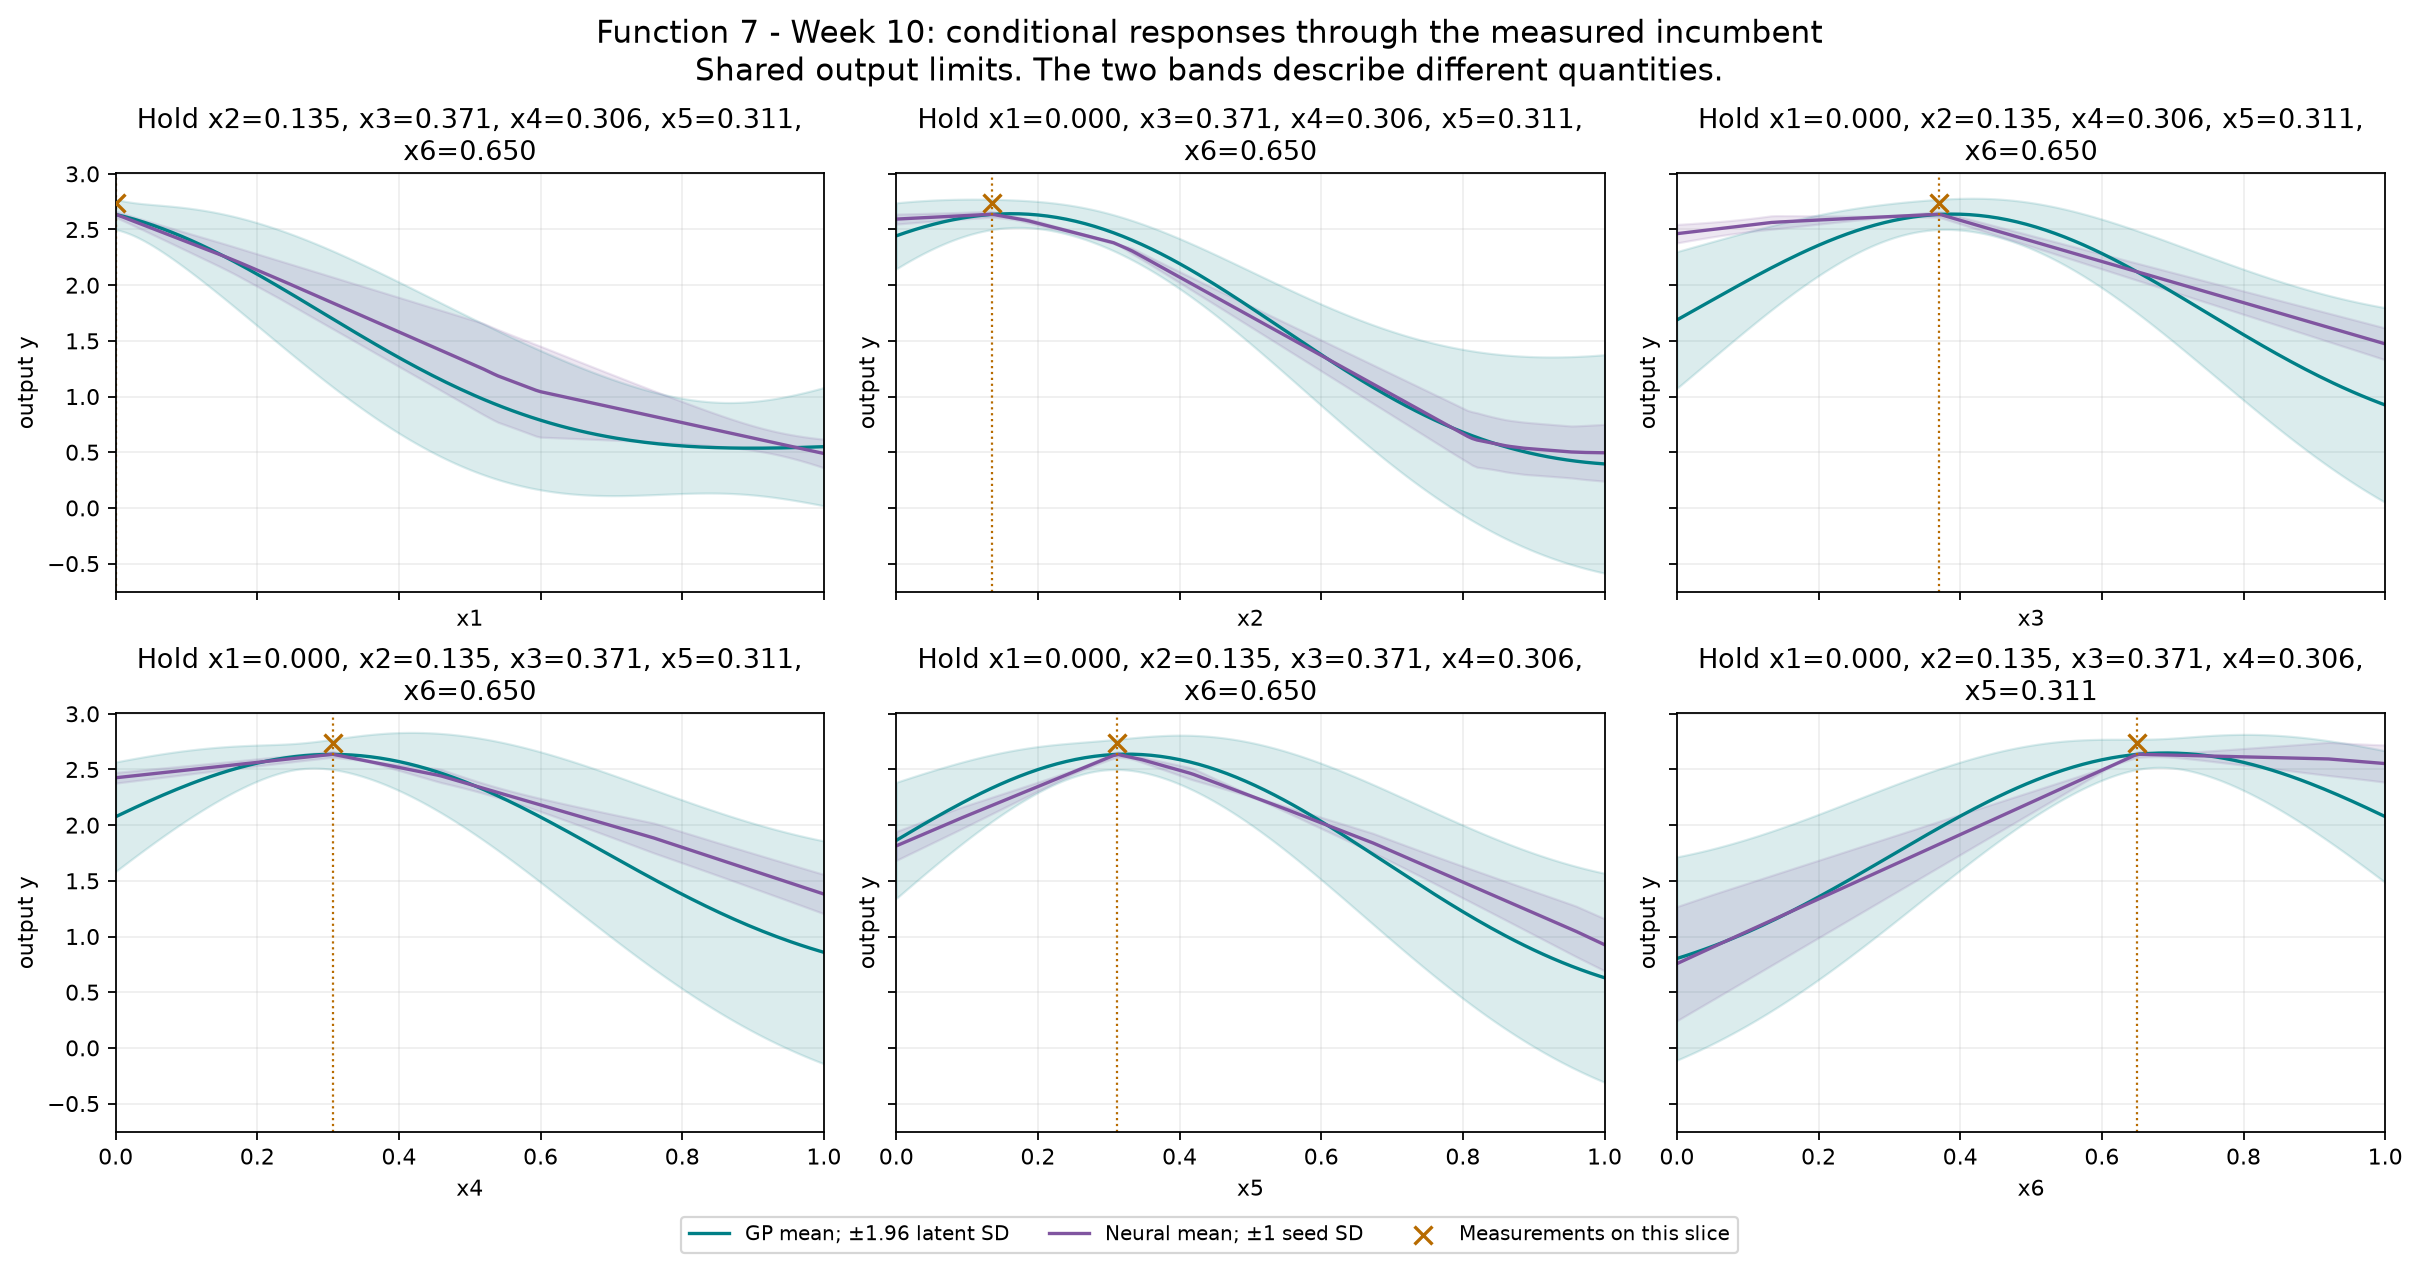 Function 7 - Week 10: conditional responses through the measured incumbent
Shared output limits. The two bands describe different quantities.
Hold x2=0.135, x3=0.371, x4=0.306, x5=0.311,
x6=0.650
Hold x1=0.000, x3=0.371, x4=0.306, x5=0.311,
x6=0.650
Hold x1=0.000, x2=0.135, x4=0.306, x5=0.311,
x6=0.650
3.0
2.5
2.0
1.5
1.0
0.5
0.0
−0.5
output y
output y
output y
x1
x2
x3
Hold x1=0.000, x2=0.135, x3=0.371, x5=0.311,
x6=0.650
Hold x1=0.000, x2=0.135, x3=0.371, x4=0.306,
x6=0.650
Hold x1=0.000, x2=0.135, x3=0.371, x4=0.306,
x5=0.311
3.0
2.5
2.0
1.5
1.0
0.5
0.0
−0.5
output y
output y
output y
0.0 0.2 0.4 0.6 0.8 1.0
0.0 0.2 0.4 0.6 0.8 1.0
0.0 0.2 0.4 0.6 0.8 1.0
x4
x5
x6
GP mean; ±1.96 latent SD
Neural mean; ±1 seed SD
Measurements on this slice